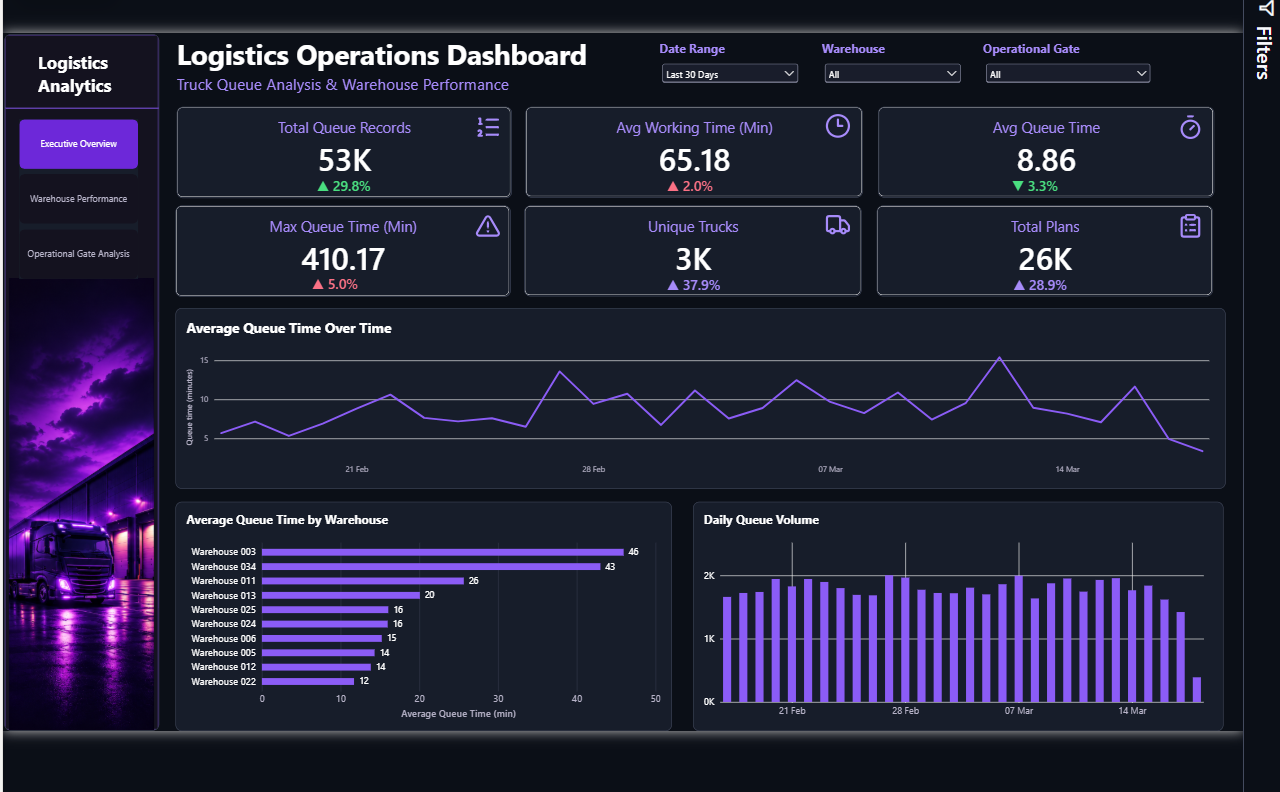 Logistics
Analytics
Executive Overview
Warehouse Performance
Operational Gate Analysis
Logistics Operations Dashboard
Truck Queue Analysis & Warehouse Performance
Date Range
Last 30 Days
Warehouse
All
Operational Gate
All
Filters
Total Queue Records
1
2
53K
▲ 29.8%
Avg Working Time (Min)
65.18
▲ 2.0%
Avg Queue Time
8.86
▼ 3.3%
Max Queue Time (Min)
410.17
▲ 5.0%
Unique Trucks
3K
▲ 37.9%
Total Plans
26K
▲ 28.9%
Average Queue Time Over Time
Queue time (minutes)
15
10
5
21 Feb
28 Feb
07 Mar
14 Mar
Average Queue Time by Warehouse
Warehouse 003 46
Warehouse 034 43
Warehouse 011 26
Warehouse 013 20
Warehouse 025 16
Warehouse 024 16
Warehouse 006 15
Warehouse 005 14
Warehouse 012 14
Warehouse 022 12
0 10 20 30 40 50
Average Queue Time (min)
Daily Queue Volume
2K
1K
0K
21 Feb
28 Feb
07 Mar
14 Mar